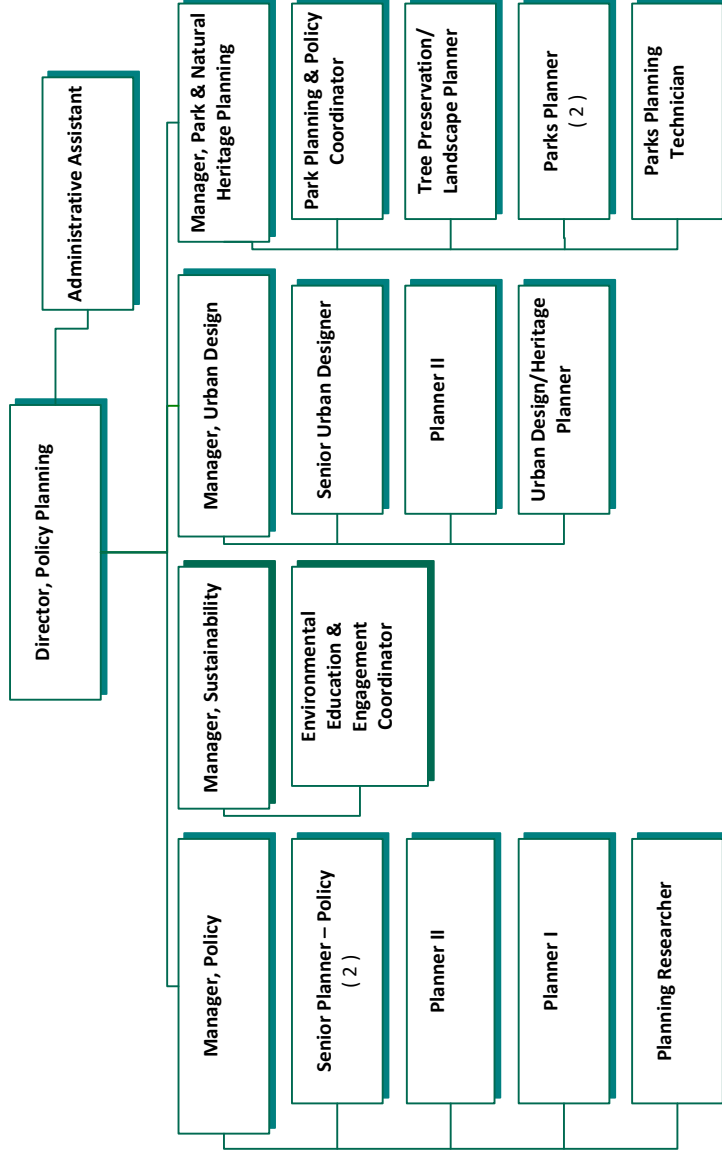 Director, Policy Planning
Administrative Assistant
Manager, Policy
Senior Planner – Policy
( 2 )
Planner II
Planner I
Planning Researcher
Manager, Sustainability
Environmental
Education &
Engagement
Coordinator
Manager, Urban Design
Senior Urban Designer
Planner II
Urban Design/Heritage
Planner
Manager, Park & Natural
Heritage Planning
Park Planning & Policy
Coordinator
Tree Preservation/
Landscape Planner
Parks Planner
( 2 )
Parks Planning
Technician